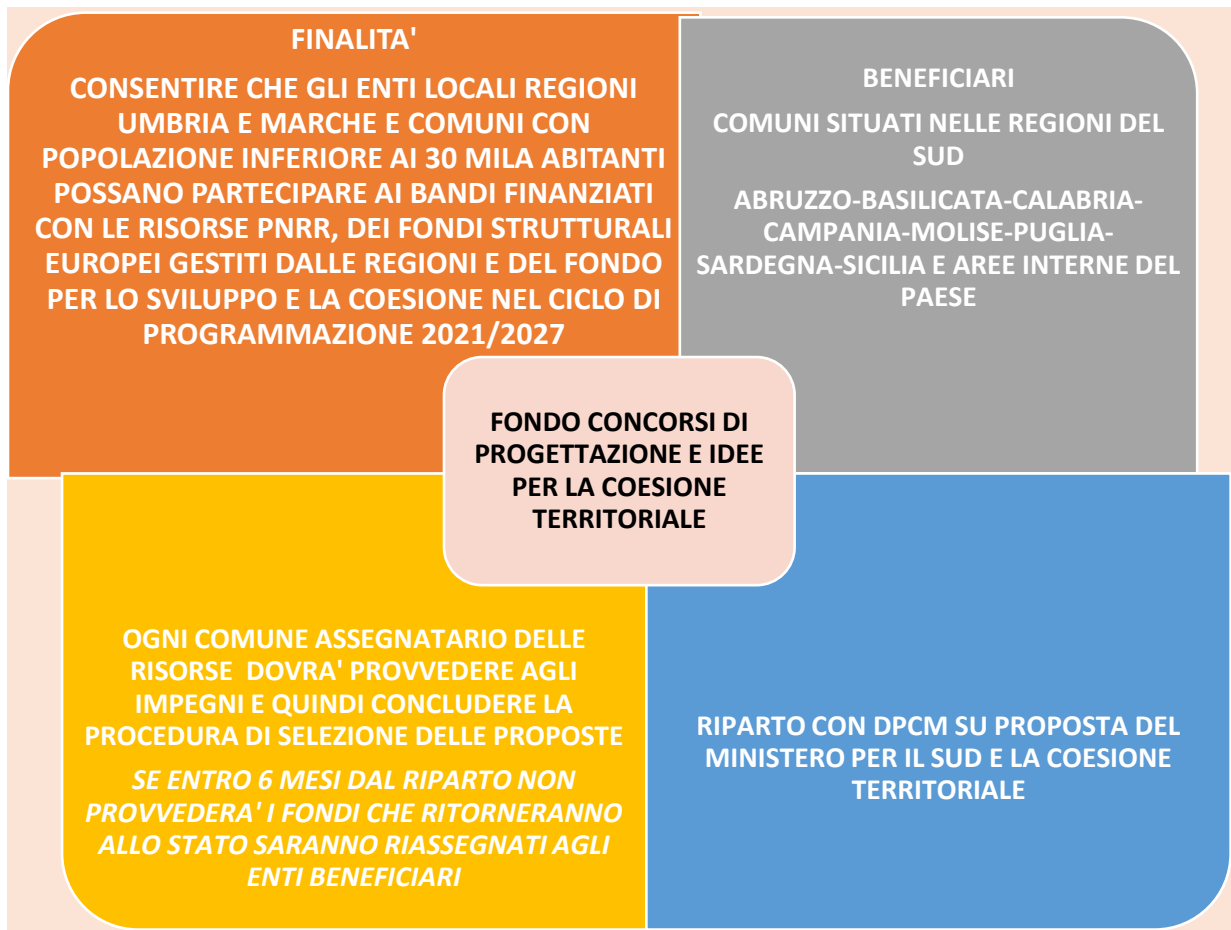 FINALITA'
CONSENTIRE CHE GLI ENTI LOCALI REGIONI
UMBRIA E MARCHE E COMUNI CON
POPOLAZIONE INFERIORE AI 30 MILA ABITANTI
POSSANO PARTECIPARE AI BANDI FINANZIATI
CON LE RISORSE PNRR, DEI FONDI STRUTTURALI
EUROPEI GESTITI DALLE REGIONI E DEL FONDO
PER LO SVILUPPO E LA COESIONE NEL CICLO DI
PROGRAMMAZIONE 2021/2027
BENEFICIARI
COMUNI SITUATI NELLE REGIONI DEL
SUD
ABRUZZO-BASILICATA-CALABRIA-
CAMPANIA-MOLISE-PUGLIA-
SARDEGNA-SICILIA E AREE INTERNE DEL
PAESE
FONDO CONCORSI DI
PROGETTAZIONE E IDEE
PER LA COESIONE
TERRITORIALE
OGNI COMUNE ASSEGNATARIO DELLE
RISORSE DOVRA' PROVVEDERE AGLI
IMPEGNI E QUINDI CONCLUDERE LA
PROCEDURA DI SELEZIONE DELLE PROPOSTE
SE ENTRO 6 MESI DAL RIPARTO NON
PROVVEDERA' I FONDI CHE RITORNERANNO
ALLO STATO SARANNO RIASSEGNATI AGLI
ENTI BENEFICIARI
RIPARTO CON DPCM SU PROPOSTA DEL
MINISTERO PER IL SUD E LA COESIONE
TERRITORIALE